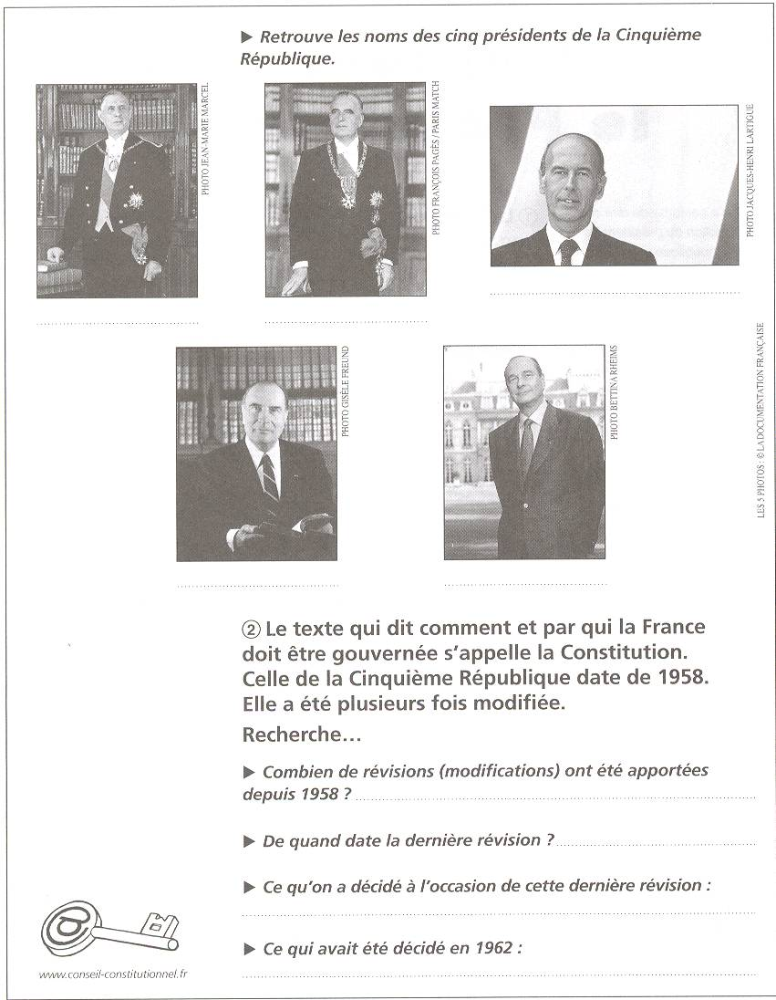 ► Retrouve les noms des cinq présidents de la Cinquième
République.
PHOTO JEAN-MARIE MARCEL
PHOTO FRANÇOIS PAGÈS / PARIS MATCH
PHOTO JACQUES-HENRI LARTIGUE
PHOTO GISÈLE FREUND
PHOTO BETTINA RHEIMS
LES 5 PHOTOS : © LA DOCUMENTATION FRANÇAISE
② Le texte qui dit comment et par qui la France
doit être gouvernée s’appelle la Constitution.
Celle de la Cinquième République date de 1958.
Elle a été plusieurs fois modifiée.
Recherche...
► Combien de révisions (modifications) ont été apportées
depuis 1958 ?
► De quand date la dernière révision ?
► Ce qu’on a décidé à l’occasion de cette dernière révision :
► Ce qui avait été décidé en 1962 :
@
www.conseil-constitutionnel.fr